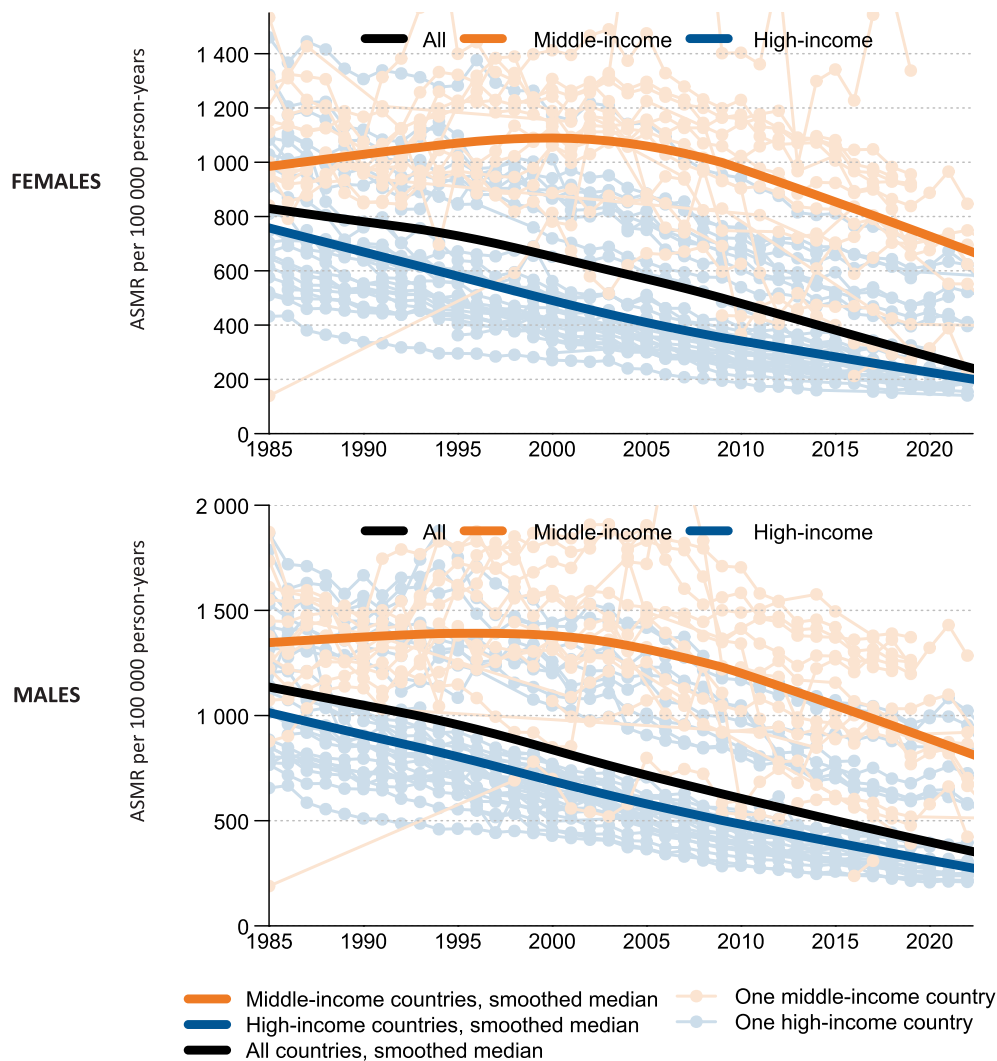 1 400
All
Middle-income
High-income
1 200
1 000
800
600
400
200
0
FEMALES
ASMR per 100 000 person-years
1985
1990
1995
2000
2005
2010
2015
2020
2 000
All
Middle-income
High-income
1 500
1 000
500
0
MALES
ASMR per 100 000 person-years
1985
1990
1995
2000
2005
2010
2015
2020
Middle-income countries, smoothed median
One middle-income country
High-income countries, smoothed median
One high-income country
All countries, smoothed median